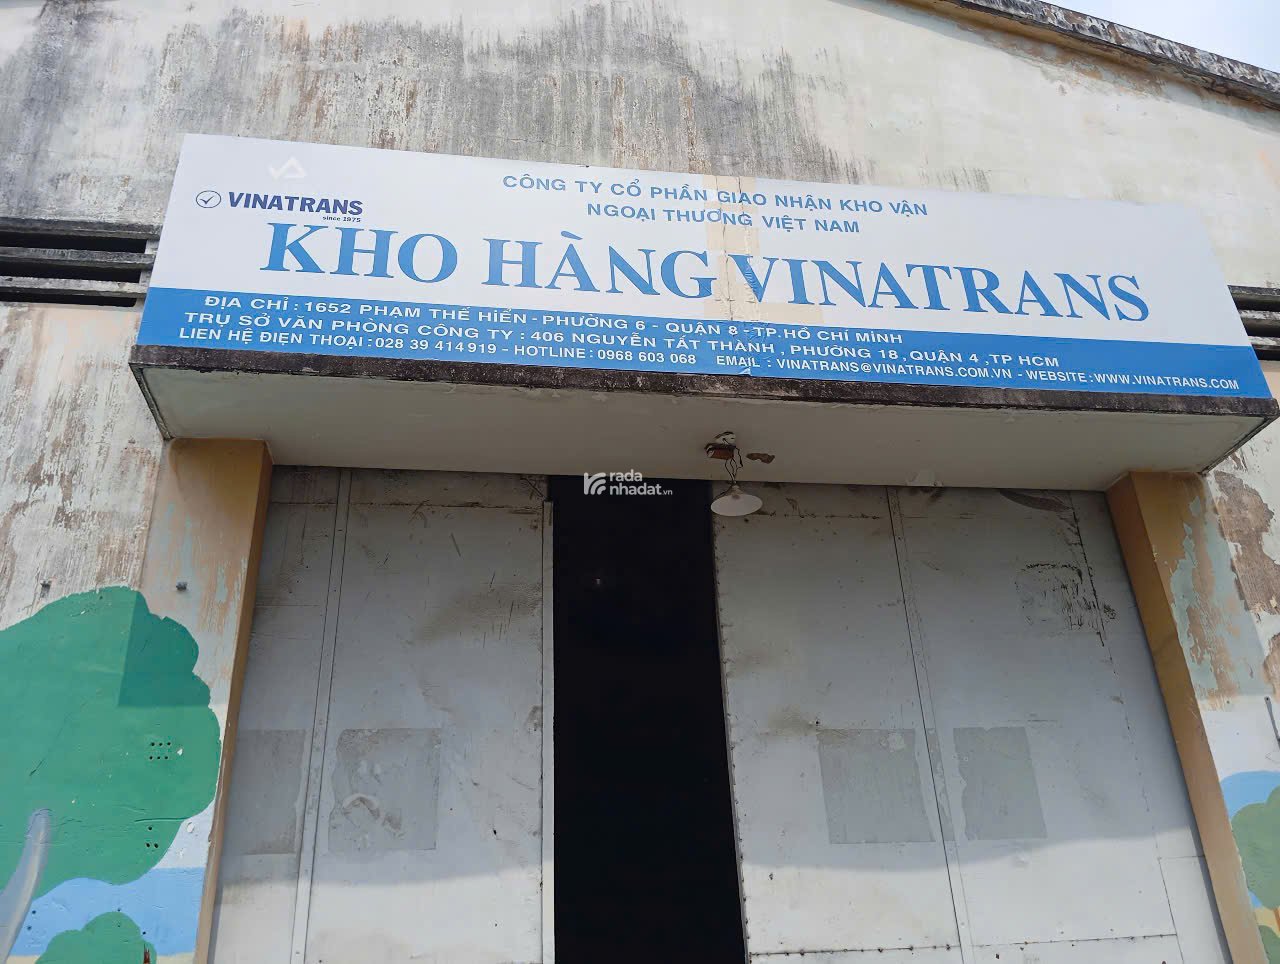 VINATRANS
since 1975
CÔNG TY CỔ PHẦN GIAO NHẬN KHO VẬN
NGOẠI THƯƠNG VIỆT NAM
KHO HÀNG VINATRANS
ĐỊA CHỈ : 1652 PHẠM THẾ HIỂN - PHƯỜNG 6 - QUẬN 8 - TP.HỒ CHÍ MINH
TRỤ SỞ VĂN PHÒNG CÔNG TY : 406 NGUYỄN TẤT THÀNH , PHƯỜNG 18 , QUẬN 4 ,TP HCM
LIEN HỆ ĐIỆN THOẠI : 028 39 414 919 - HOTLINE : 0968 603 068 EMAIL : VINATRANS@VINATRANS.COM.VN - WEBSITE : WWW.VINATRANS.COM
rada
nhadat.vn